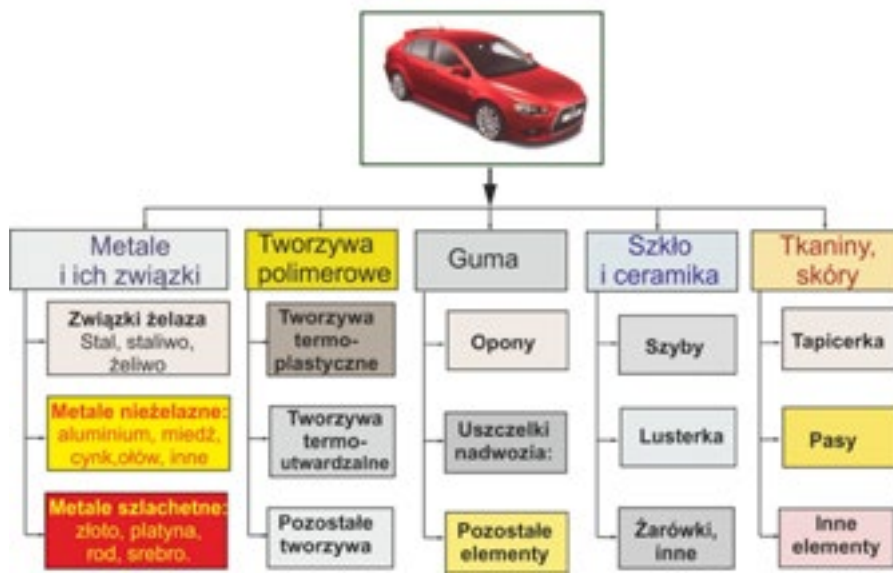 Metale
i ich związki
Związki żelaza
Stal, staliwo,
żeliwo
Metale nieżelazne:
aluminium, miedź,
cynk,ołów, inne
Metale szlachetne:
złoto, platyna,
rod, srebro.
Tworzywa
polimerowe
Tworzywa
termo-
plastyczne
Tworzywa
termo-
utwardzalne
Pozostałe
tworzywa
Guma
Opony
Uszczelki
nadwozia:
Pozostałe
elementy
Szkło
i ceramika
Szyby
Lusterka
Żarówki,
inne
Tkaniny,
skóry
Tapicerka
Pasy
Inne
elementy